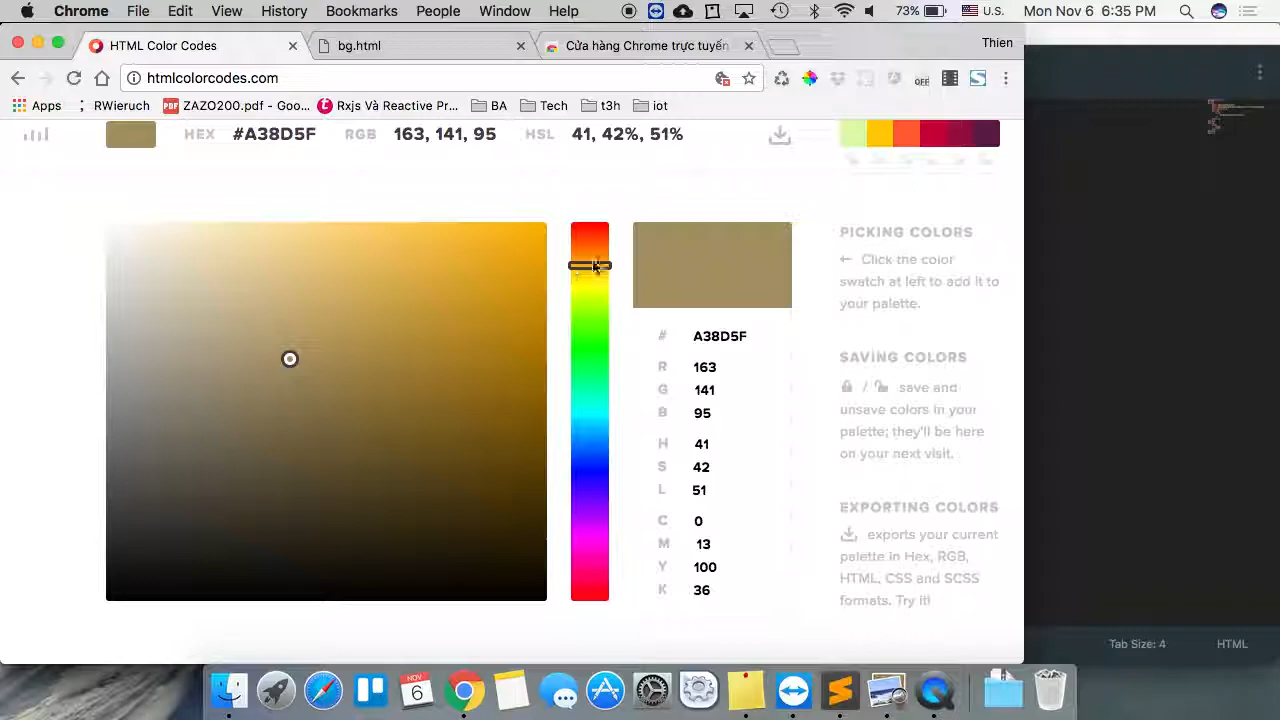 Chrome File Edit View History Bookmarks People Window Help 73% U.S. Mon Nov 6 6:35 PM
HTML Color Codes bg.html Cửa hàng Chrome trực tuyến Thien
htmlcolorcodes.com OFF
Apps RWieruch ZAZO200.pdf - Goo... Rxjs Và Reactive Pr... BA Tech t3h iot
HEX #A38D5F RGB 163, 141, 95 HSL 41, 42%, 51%
# A38D5F
R 163
G 141
B 95
H 41
S 42
L 51
C 0
M 13
Y 100
K 36
PICKING COLORS
← Click the color
swatch at left to add it to
your palette.
SAVING COLORS
/ save and
unsave colors in your
palette; they'll be here
on your next visit.
EXPORTING COLORS
exports your current
palette in Hex, RGB,
HTML, CSS and SCSS
formats. Try it!
Tab Size: 4 HTML
NOV
6